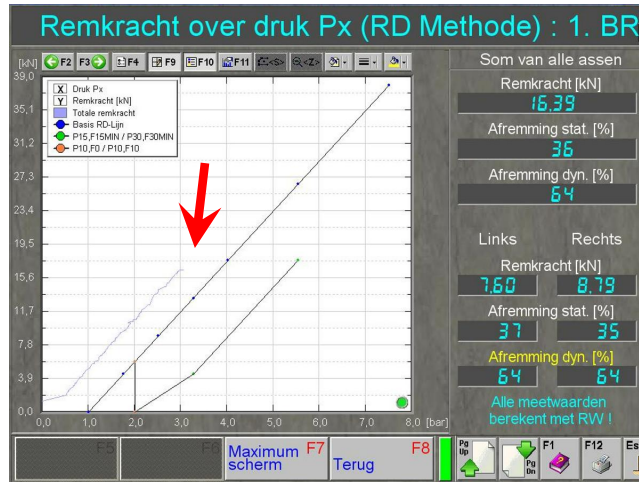 Remkracht over druk Px (RD Methode) : 1. BR
[kN] F2 F3 F4 F9 F10 F11 <S> <Z>
39,0
35,1
31,2
27,3
23,4
19,5
15,6
11,7
7,8
3,9
0,0
X Druk Px
Y Remkracht [kN]
Totale remkracht
Basis RD-Lijn
P15,F15MIN / P30,F30MIN
P10,F0 / P10,F10
0,0 1,0 2,0 3,0 4,0 5,0 6,0 7,0 8,0 [bar]
Som van alle assen
Remkracht [kN]
16,39
Afremming stat. [%]
36
Afremming dyn. [%]
64
Links Rechts
Remkracht [kN]
7,60 8,79
Afremming stat. [%]
37 35
Afremming dyn. [%]
64 64
Alle meetwaarden
berekent met RW !
F5 F6 Maximum scherm F7 Terug F8
Pg Up Pg Dn F1 F12 Es